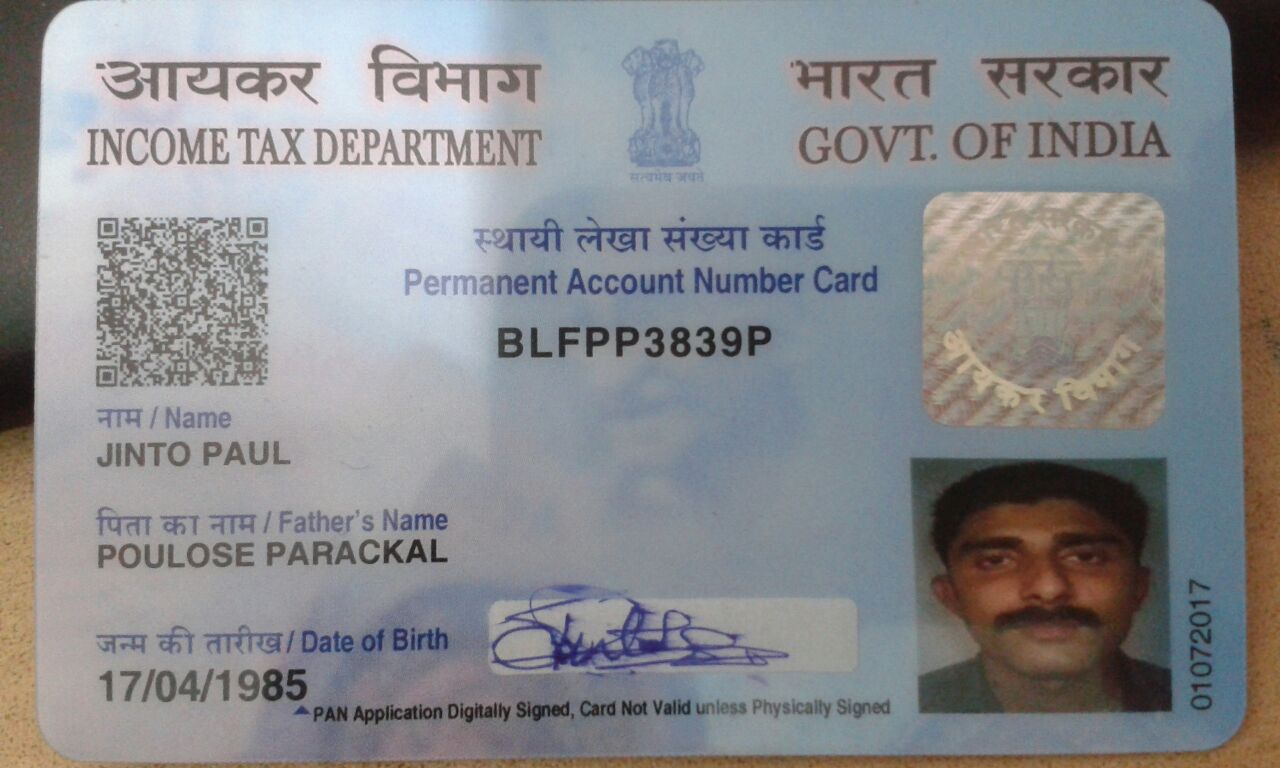 आयकर विभाग
INCOME TAX DEPARTMENT
सत्यमेव जयते
भारत सरकार
GOVT. OF INDIA
स्थायी लेखा संख्या कार्ड
Permanent Account Number Card
BLFPP3839P
आयकर विभाग
नाम / Name
JINTO PAUL
पिता का नाम / Father's Name
POULOSE PARACKAL
जन्म की तारीख / Date of Birth
17/04/1985
PAN Application Digitally Signed, Card Not Valid unless Physically Signed
01072017